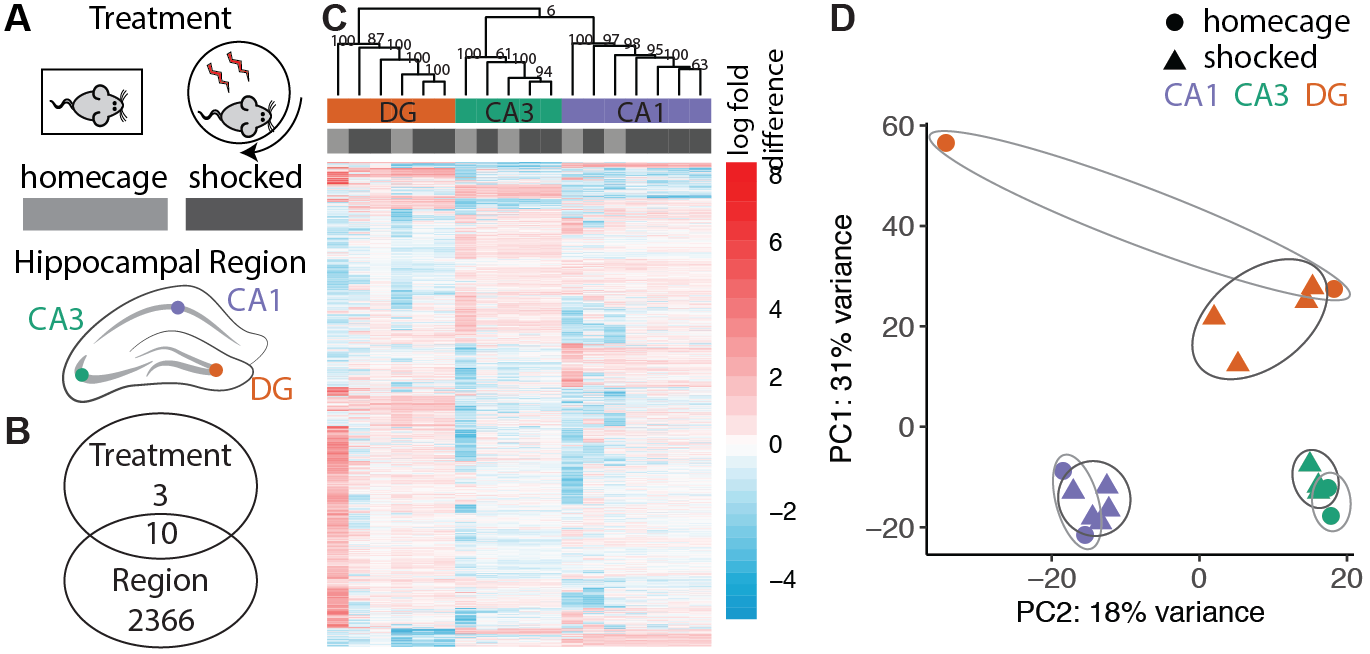 A
Treatment
homecage
shocked
Hippocampal Region
CA1
CA3
DG
B
Treatment
3
10
Region
2366
C
6
100
87
100
100
100
100
61
100
94
100
97
98
95
100
63
DG
CA3
CA1
log fold
difference
8
6
4
2
0
−2
−4
D
homecage
shocked
CA1 CA3 DG
PC1: 31% variance
60
40
20
0
−20
−20
0
20
PC2: 18% variance